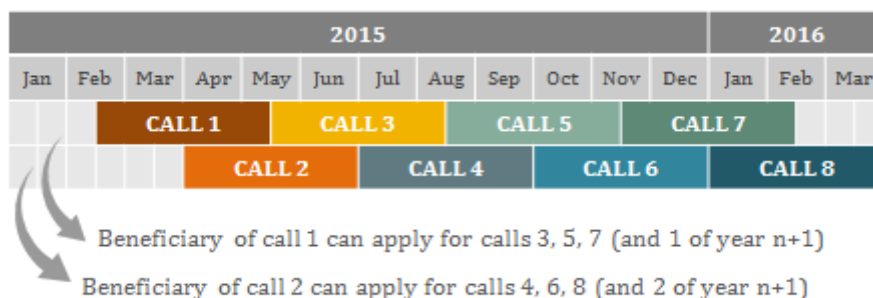 2015 2016
Jan Feb Mar Apr May Jun Jul Aug Sep Oct Nov Dec Jan Feb Mar
CALL 1 CALL 3 CALL 5 CALL 7
CALL 2 CALL 4 CALL 6 CALL 8
Beneficiary of call 1 can apply for calls 3, 5, 7 (and 1 of year n+1)
Beneficiary of call 2 can apply for calls 4, 6, 8 (and 2 of year n+1)